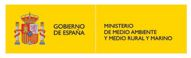 GOBIERNO
DE ESPAÑA
MINISTERIO
DE MEDIO AMBIENTE
Y MEDIO RURAL Y MARINO